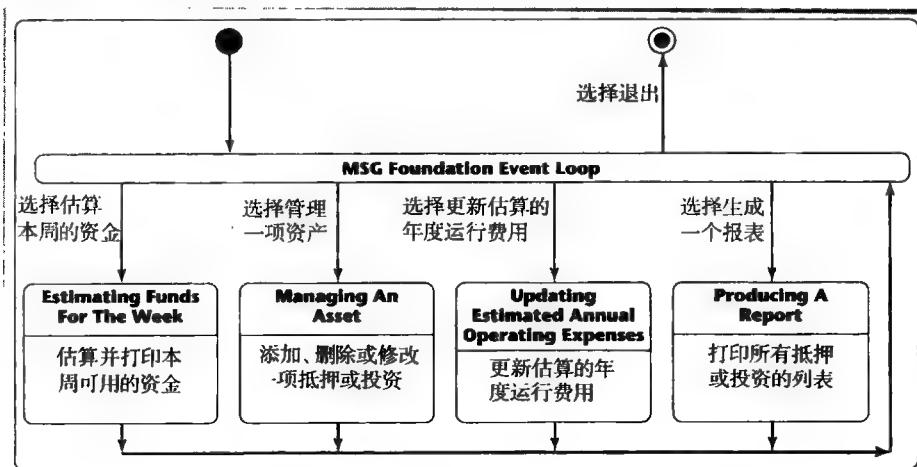 选择退出
MSG Foundation Event Loop
选择估算
本周的资金
选择管理
一项资产
选择更新估算的
年度运行费用
选择生成
一个报表
Estimating Funds
For The Week
估算并打印本
周可用的资金
Managing An
Asset
添加、删除或修改
一项抵押或投资
Updating
Estimated Annual
Operating Expenses
更新估算的年
度运行费用
Producing A
Report
打印所有抵押
或投资的列表